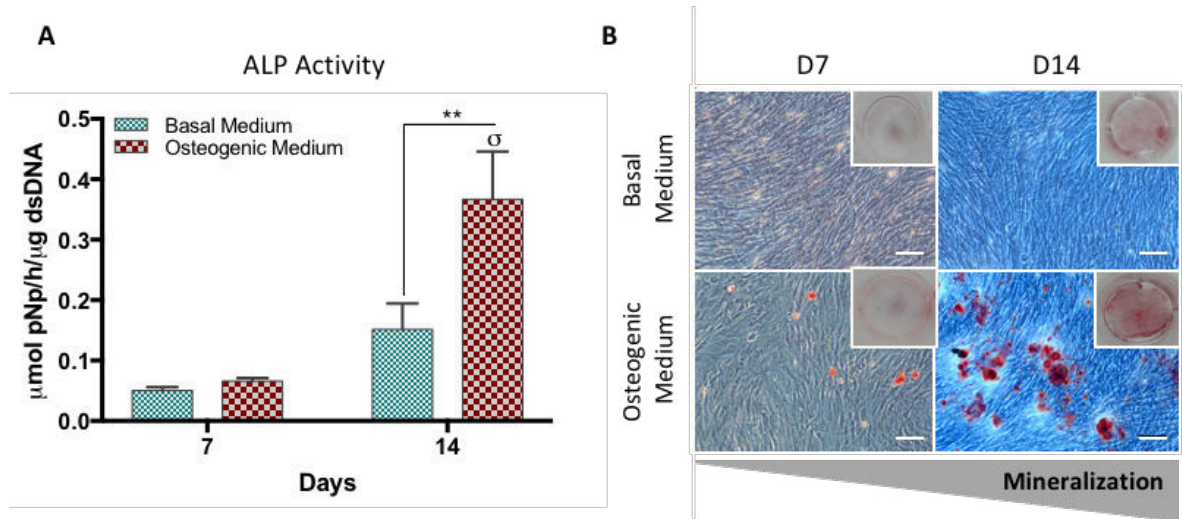 A
ALP Activity
0.5
0.4
0.3
0.2
0.1
0.0
μmol pNp/h/μg dsDNA
Basal Medium
Osteogenic Medium
**
σ
7
14
Days
B
D7
D14
Basal
Medium
Osteogenic
Medium
Mineralization